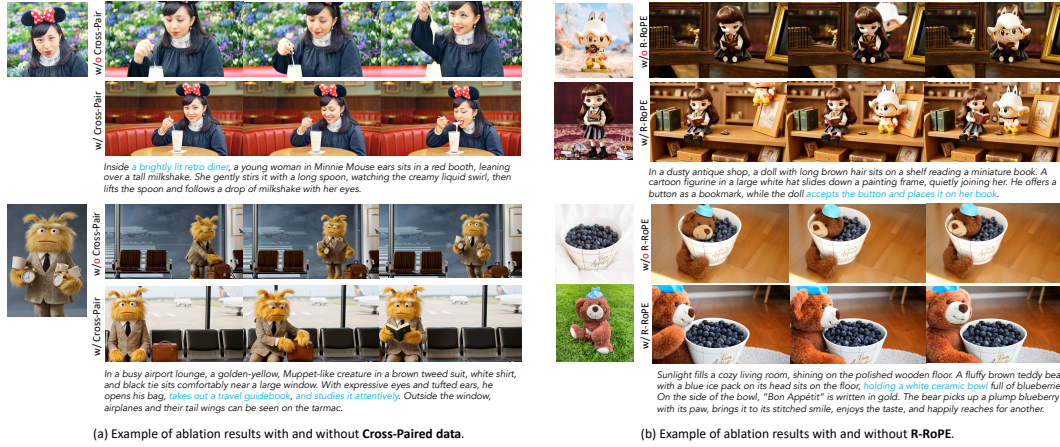 w/o Cross-Pair
w/ Cross-Pair
Inside a brightly lit retro diner, a young woman in Minnie Mouse ears sits in a red booth, leaning
over a tall milkshake. She gently stirs it with a long spoon, watching the creamy liquid swirl, then
lifts the spoon and follows a drop of milkshake with her eyes.
w/o Cross-Pair
w/ Cross-Pair
In a busy airport lounge, a golden-yellow, Muppet-like creature in a brown tweed suit, white shirt,
and black tie sits comfortably near a large window. With expressive eyes and tufted ears, he
opens his bag, takes out a travel guidebook, and studies it attentively. Outside the window,
airplanes and their tail wings can be seen on the tarmac.
(a) Example of ablation results with and without Cross-Paired data.
w/o R-RoPE
w/ R-RoPE
In a dusty antique shop, a doll with long brown hair sits on a shelf reading a miniature book. A
cartoon figurine in a large white hat slides down a painting frame, quietly joining her. He offers a
button as a bookmark, while the doll accepts the button and places it on her book.
w/o R-RoPE
w/ R-RoPE
Sunlight fills a cozy living room, shining on the polished wooden floor. A fluffy brown teddy bea
with a blue ice pack on its head sits on the floor, holding a white ceramic bowl full of blueberrie
On the side of the bowl, "Bon Appétit" is written in gold. The bear picks up a plump blueberry
with its paw, brings it to its stitched smile, enjoys the taste, and happily reaches for another.
(b) Example of ablation results with and without R-RoPE.